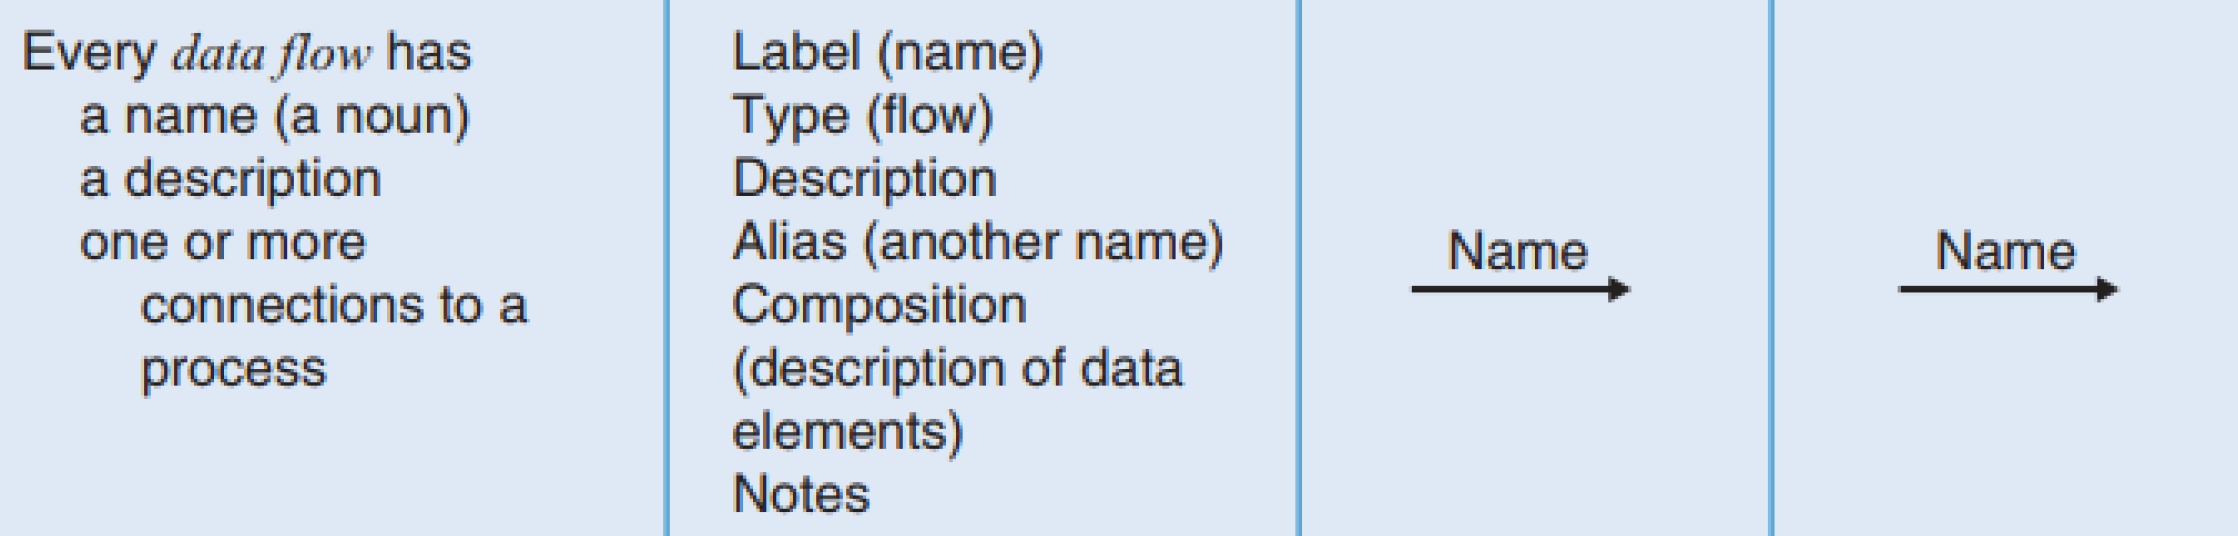 Every data flow has
a name (a noun)
a description
one or more
connections to a
process
Label (name)
Type (flow)
Description
Alias (another name)
Composition
(description of data
elements)
Notes
Name
Name